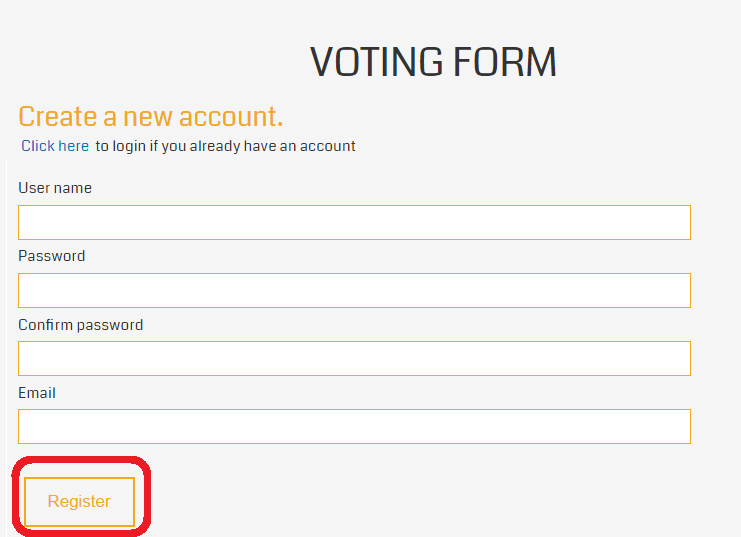 VOTING FORM
Create a new account.
Click here to login if you already have an account
User name
Password
Confirm password
Email
Register